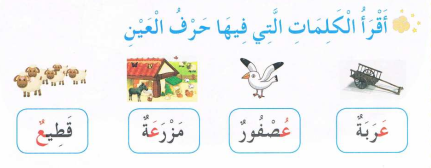 أَقْرَأُ الْكَلِمَاتِ الَّتِي فِيهَا حَرْفُ الْعَيْنِ
عَرَبَةٌ عُصْفُورٌ مَزْرَعَةٌ قَطِيعٌ